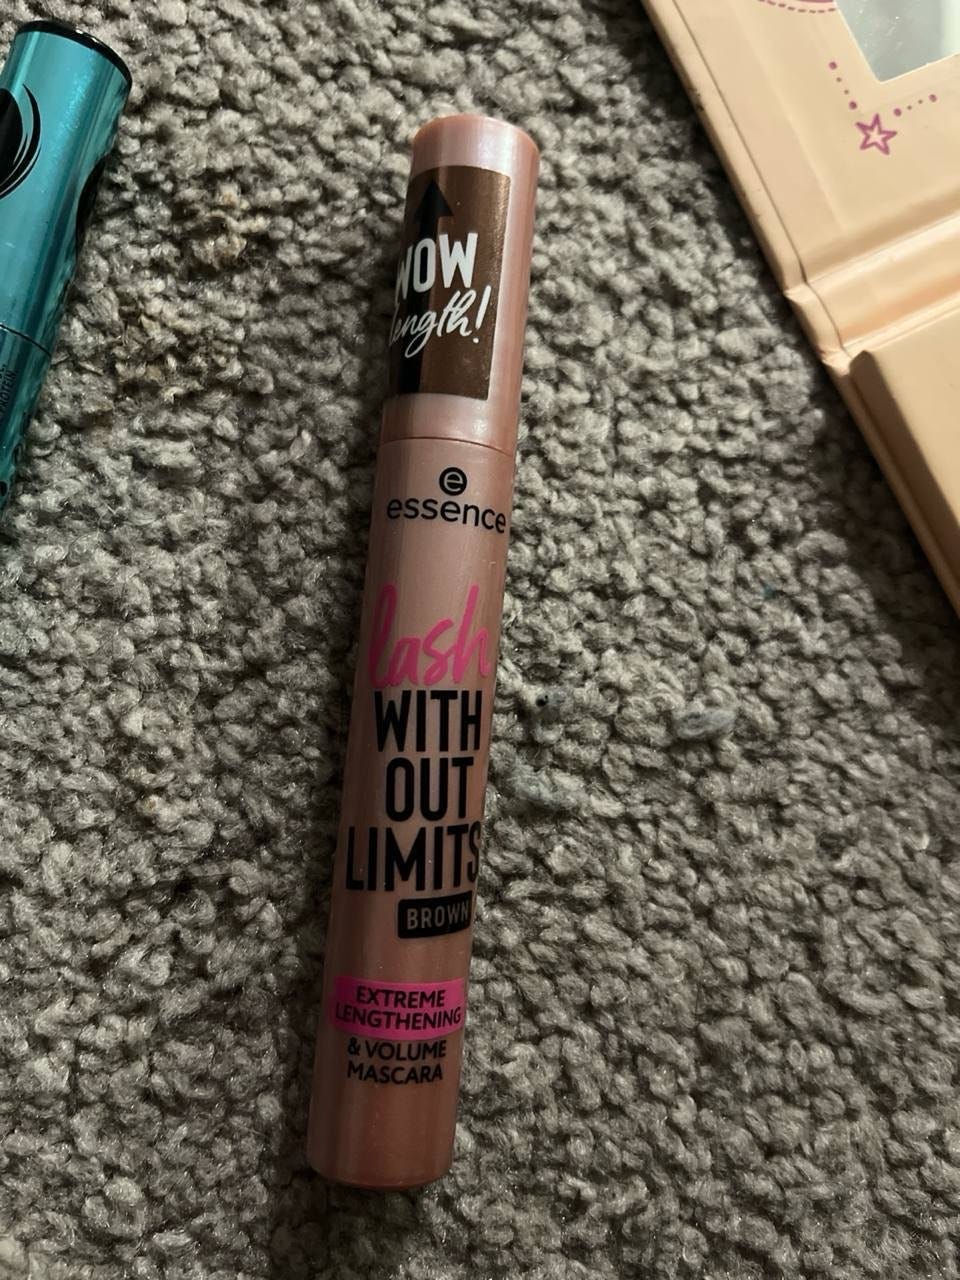 WOW
length!
e
essence
lash
WITH
OUT
LIMITS
BROWN
EXTREME
LENGTHENING
& VOLUME
MASCARA